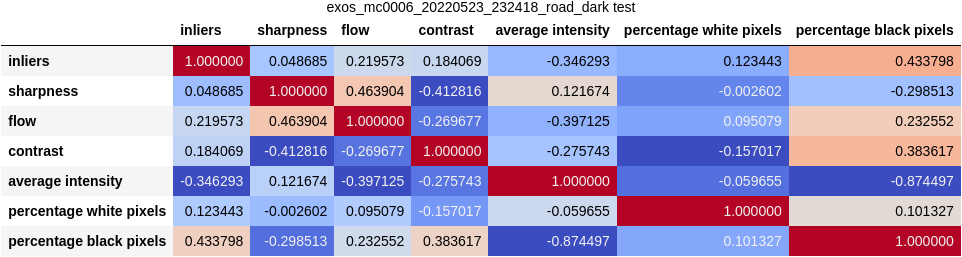 exos_mc0006_20220523_232418_road_dark test
inliers sharpness flow contrast average intensity percentage white pixels percentage black pixels
inliers 1.000000 0.048685 0.219573 0.184069 -0.346293 0.123443 0.433798
sharpness 0.048685 1.000000 0.463904 -0.412816 0.121674 -0.002602 -0.298513
flow 0.219573 0.463904 1.000000 -0.269677 -0.397125 0.095079 0.232552
contrast 0.184069 -0.412816 -0.269677 1.000000 -0.275743 -0.157017 0.383617
average intensity -0.346293 0.121674 -0.397125 -0.275743 1.000000 -0.059655 -0.874497
percentage white pixels 0.123443 -0.002602 0.095079 -0.157017 -0.059655 1.000000 0.101327
percentage black pixels 0.433798 -0.298513 0.232552 0.383617 -0.874497 0.101327 1.000000